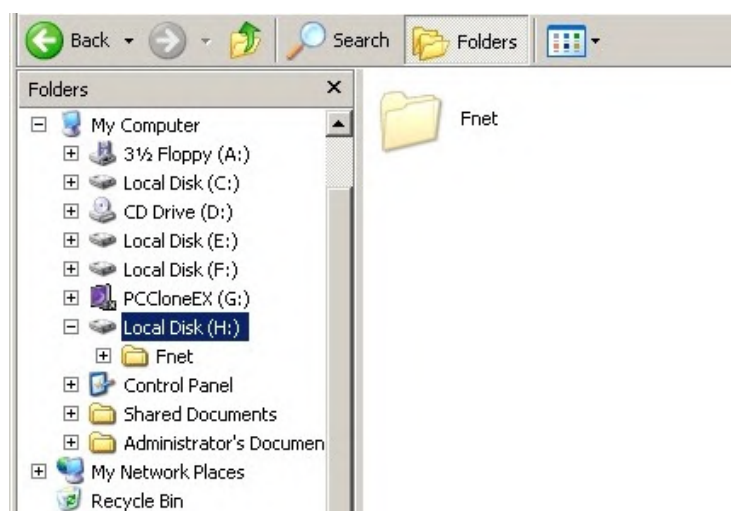 Back Search Folders
Folders
My Computer
3½ Floppy (A:)
Local Disk (C:)
CD Drive (D:)
Local Disk (E:)
Local Disk (F:)
PCCloneEX (G:)
Local Disk (H:)
Fnet
Control Panel
Shared Documents
Administrator's Documen
My Network Places
Recycle Bin
Fnet